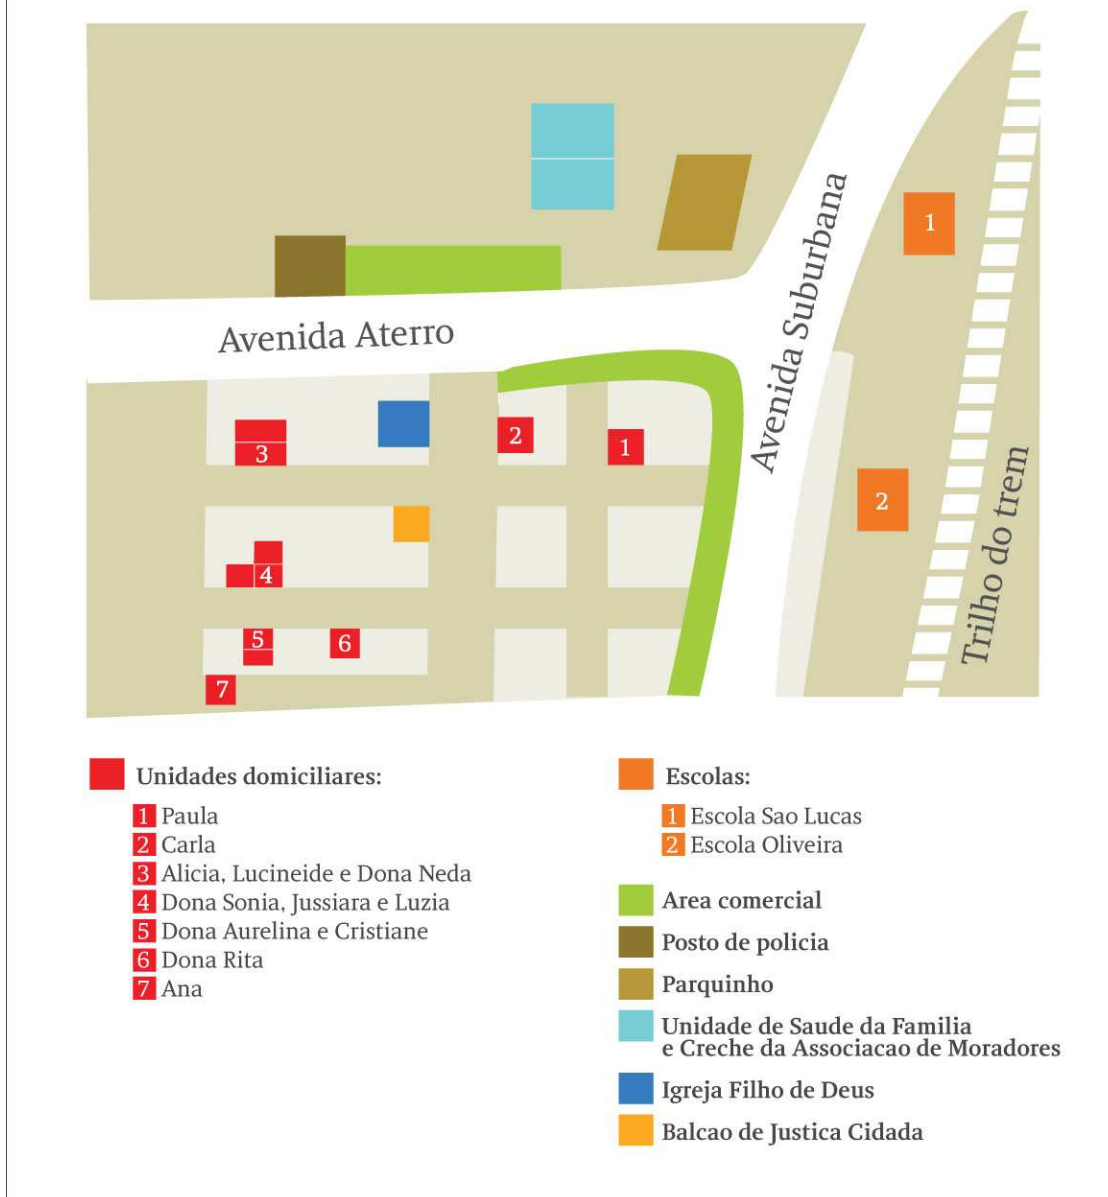 1
Avenida Suburbana
Avenida Aterro
2
1
3
2
Trilho do trem
4
5
6
7
Unidades domiciliares:
1 Paula
2 Carla
3 Alicia, Lucineide e Dona Neda
4 Dona Sonia, Jussiara e Luzia
5 Dona Aurelina e Cristiane
6 Dona Rita
7 Ana
Escolas:
1 Escola Sao Lucas
2 Escola Oliveira
Area comercial
Posto de policia
Parquinho
Unidade de Saude da Familia
e Creche da Associacao de Moradores
Igreja Filho de Deus
Balcao de Justica Cidada